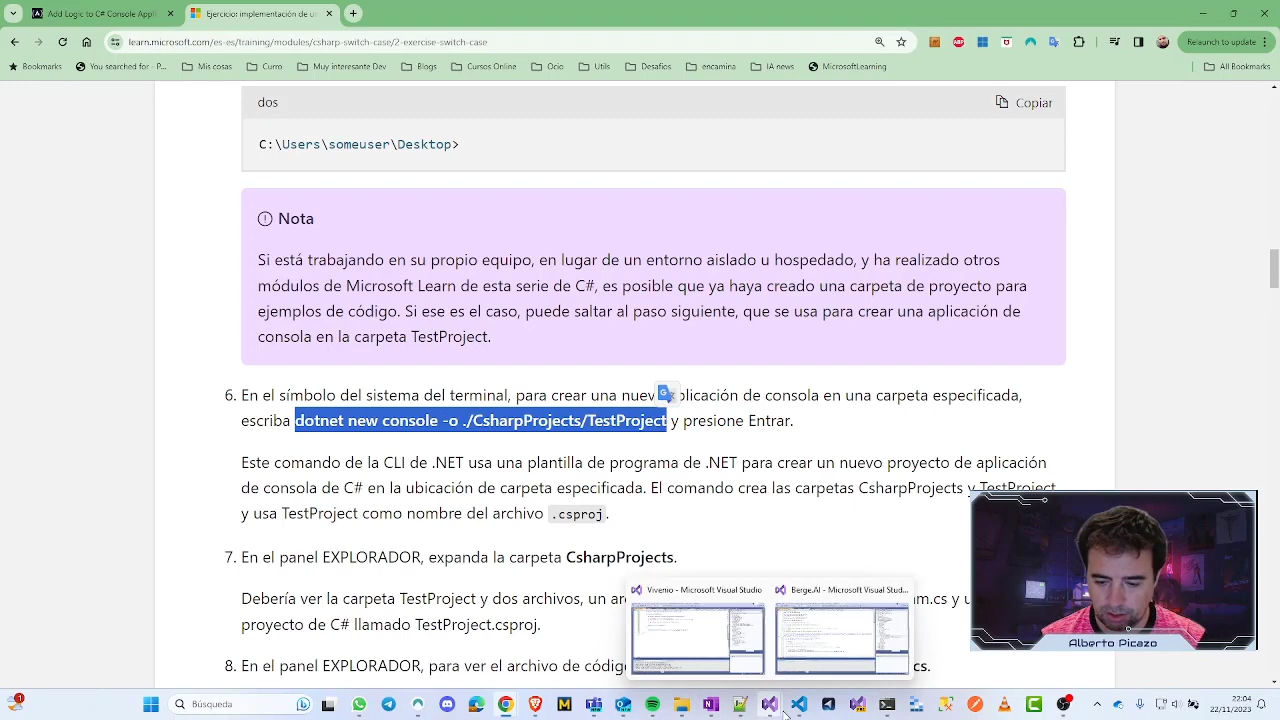 Add Logic to C# Console Appli
Ejercicio implementación de un
learn.microsoft.com/es-es/training/modules/csharp-switch-case/2-exercise-switch-case
Relaunch to update
Bookmarks
You searched for - P...
Mis cosas
Curro
Muy interesante Dev
Blogs
Cursos Online
Ocio
Utils
Desafios
encamina
IA news
MicrosoftLearning
All Bookmarks
dos
Copiar
C:\Users\someuser\Desktop>
Nota
Si está trabajando en su propio equipo, en lugar de un entorno aislado u hospedado, y ha realizado otros
módulos de Microsoft Learn de esta serie de C#, es posible que ya haya creado una carpeta de proyecto para
ejemplos de código. Si ese es el caso, puede saltar al paso siguiente, que se usa para crear una aplicación de
consola en la carpeta TestProject.
6. En el símbolo del sistema del terminal, para crear una nuev plicación de consola en una carpeta especificada,
escriba dotnet new console -o ./CsharpProjects/TestProject y presione Entrar.
Este comando de la CLI de .NET usa una plantilla de programa de .NET para crear un nuevo proyecto de aplicación
de consola de C# en la ubicación de carpeta especificada. El comando crea las carpetas CsharpProjects y TestProject
y usa TestProject como nombre del archivo .csproj.
7. En el panel EXPLORADOR, expanda la carpeta CsharpProjects.
Debería ver la carpeta TestProject y dos archivos, un ar
m.cs y u
proyecto de C# llamado TestProject.csproj.
8. En el panel EXPLORADOR, para ver el archivo de código
cs.
Vivemo - Microsoft Visual Studio
Berge.AI - Microsoft Visual Stud...
Alberto Picazo
Búsqueda
22:04
22/11/2023